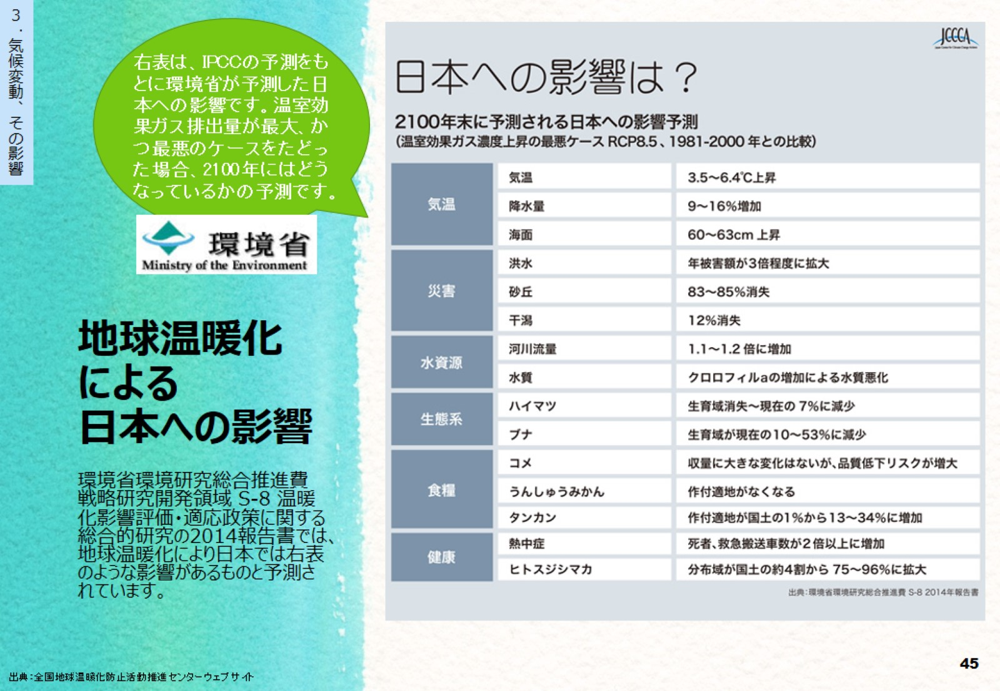 3．気候変動、その影響
右表は、IPCCの予測をも
とに環境省が予測した日
本への影響です。温室効
果ガス排出量が最大、か
つ最悪のケースをたどっ
た場合、2100年にはどう
なっているかの予測です。
環境省
Ministry of the Environment
地球温暖化
による
日本への影響
環境省環境研究総合推進費
戦略研究開発領域 S-8 温暖
化影響評価・適応政策に関する
総合的研究の2014報告書では、
地球温暖化により日本では右表
のような影響があるものと予測さ
れています。
出典：全国地球温暖化防止活動推進センターウェブサイト
JCCCA
Japan Center for Climate Change Actions
日本への影響は？
2100年末に予測される日本への影響予測
（温室効果ガス濃度上昇の最悪ケース RCP8.5、1981-2000 年との比較）
気温
気温 3.5～6.4℃上昇
降水量 9～16%増加
海面 60～63cm 上昇
災害
洪水 年被害額が3倍程度に拡大
砂丘 83～85%消失
干潟 12%消失
水資源
河川流量 1.1～1.2 倍に増加
水質 クロロフィルaの増加による水質悪化
生態系
ハイマツ 生育域消失～現在の 7%に減少
ブナ 生育域が現在の10～53%に減少
食糧
コメ 収量に大きな変化はないが、品質低下リスクが増大
うんしゅうみかん 作付適地がなくなる
タンカン 作付適地が国土の1%から13～34%に増加
健康
熱中症 死者、救急搬送車数が2倍以上に増加
ヒトスジシマカ 分布域が国土の約4割から 75～96%に拡大
出典：環境省環境研究総合推進費 S-8 2014年報告書
45